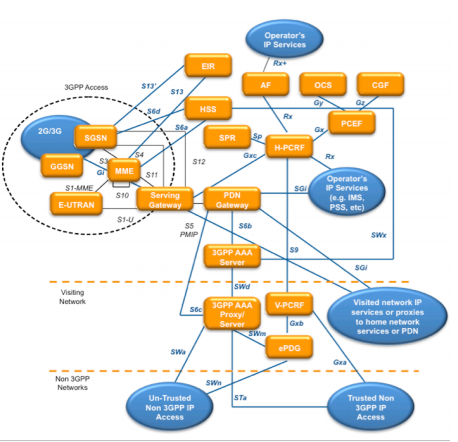 Operator's
IP Services
Rx+
EIR
3GPP Access
S13'
S13
AF
OCS
CGF
S6d
HSS
Gy
Gz
2G/3G
S6a
PCEF
SGSN
SPR
Sp
Rx
Gx
H-PCRF
S3
S4
S12
Gxc
Rx
GGSN
Gi
MME
S11
S1-MME
S10
SGi
Operator's
IP Services
(e.g. IMS,
PSS, etc)
E-UTRAN
Serving
Gateway
PDN
Gateway
S1-U
S5
PMIP
S6b
SWx
S9
3GPP AAA
Server
SGi
Visiting
Network
SWd
3GPP AAA
Proxy/
Server
S6c
V-PCRF
Visited network IP
services or proxies
to home network
services or PDN
Gxb
SWm
SWa
ePDG
Gxa
Non 3GPP
Networks
SWn
Un-Trusted
Non 3GPP IP
Access
STa
Trusted Non
3GPP IP
Access